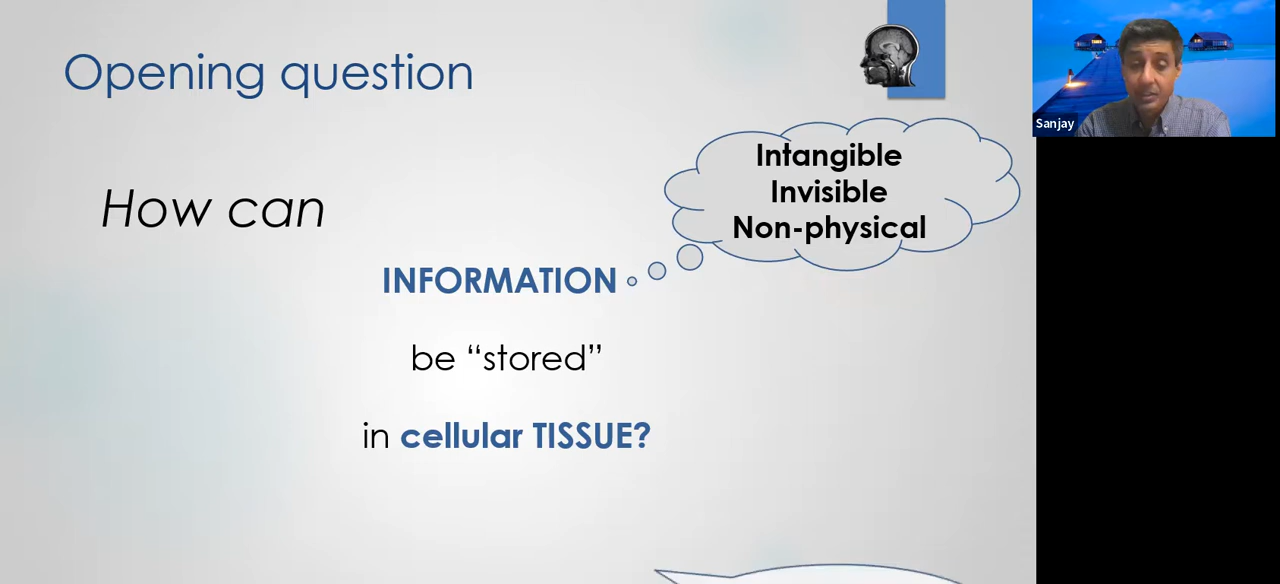 Opening question
How can
Intangible
Invisible
Non-physical
INFORMATION
be “stored”
in cellular TISSUE?
Sanjay